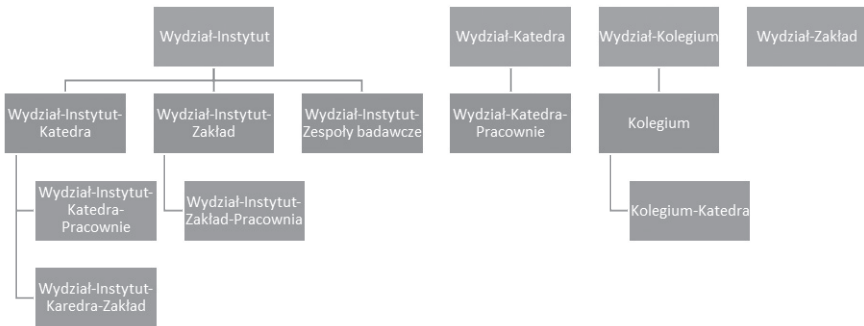 Wydział-Instytut
Wydział-Katedra
Wydział-Kolegium
Wydział-Zakład
Wydział-Instytut-
Katedra
Wydział-Instytut-
Zakład
Wydział-Instytut-
Zespoły badawcze
Wydział-Katedra-
Pracownie
Kolegium
Wydział-Instytut-
Katedra-
Pracownie
Wydział-Instytut-
Zakład-Pracownia
Kolegium-Katedra
Wydział-Instytut-
Karedra-Zakład